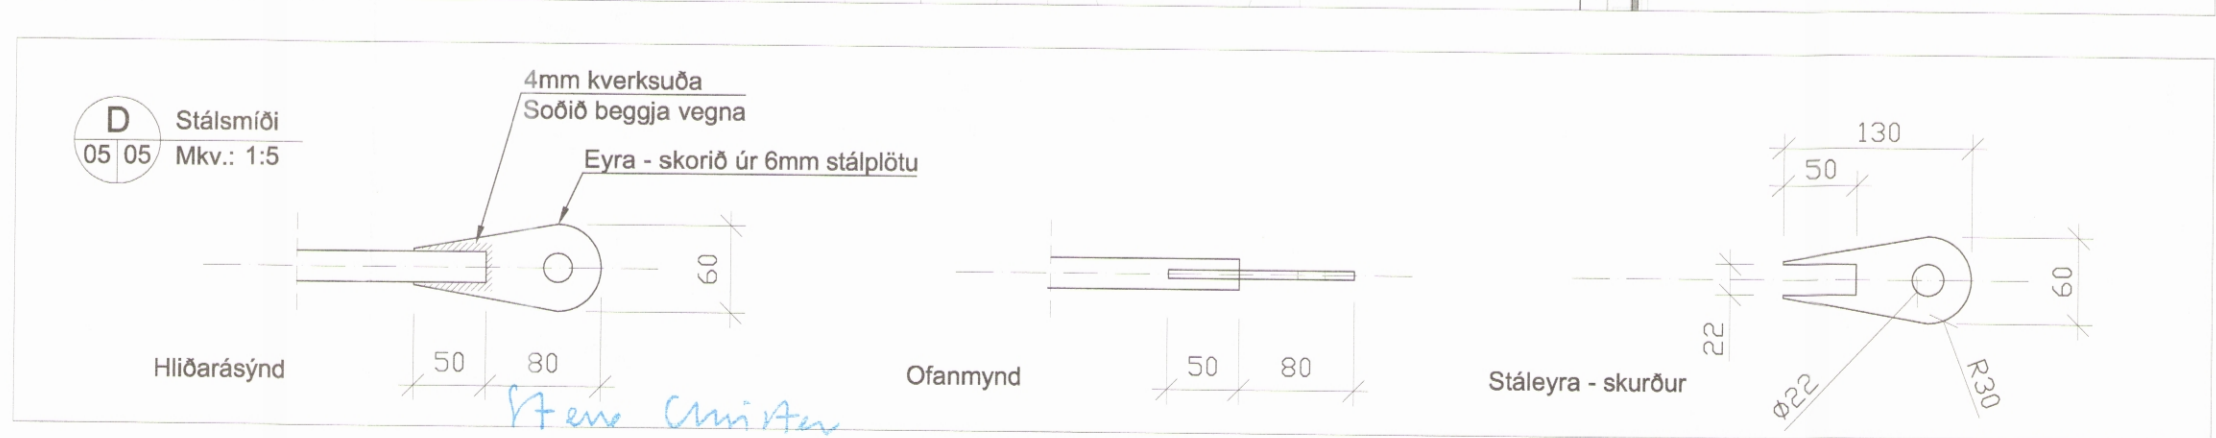 D
05 05
Stálsmíði
Mkv.: 1:5
4mm kverksuða
Soðið beggja vegna
Eyra - skorið úr 6mm stálplötu
60
50 80
Hliðarásýnd
50 80
Ofanmynd
130
50
60
22
Ø22
R30
Stáleyra - skurður